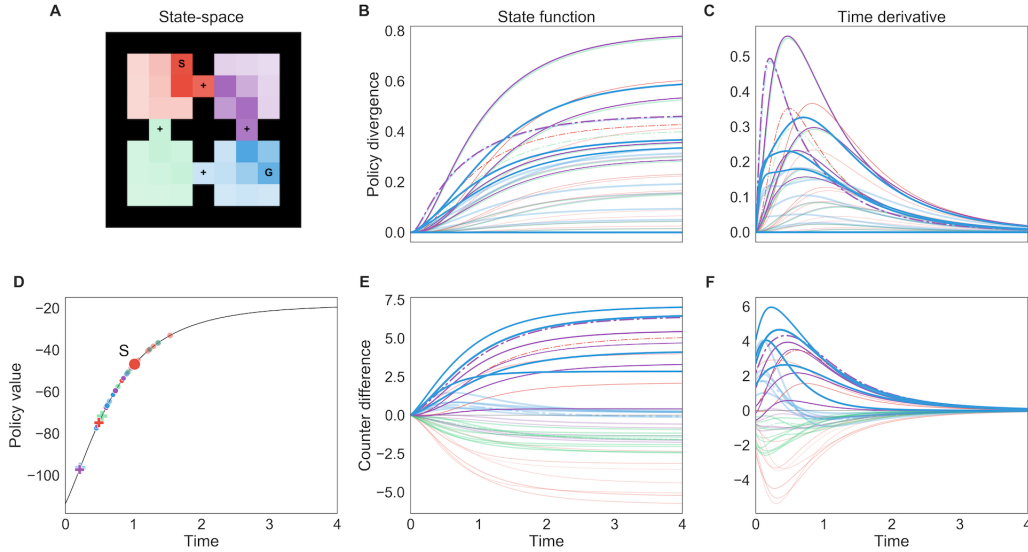 A State-space
B State function
C Time derivative
S
+
+ +
+ G
Policy divergence
0.8
0.6
0.4
0.2
0.0
0.5
0.4
0.3
0.2
0.1
0.0
D
E
F
Policy value
−20
−40
−60
−80
−100
S
0 1 2 3 4
Time
Counter difference
7.5
5.0
2.5
0.0
−2.5
−5.0
0 1 2 3 4
Time
6
4
2
0
−2
−4
0 1 2 3 4
Time